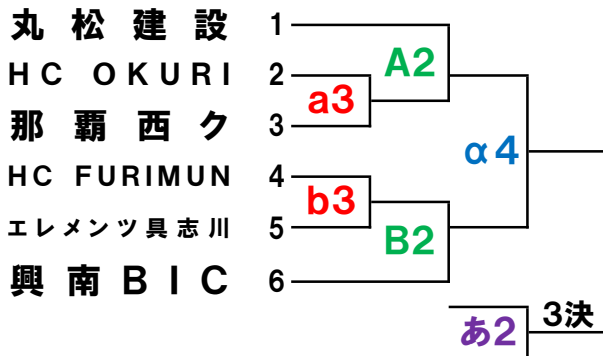 丸松建設 1
HC OKURI 2
那覇西ク 3
HC FURIMUN 4
エレメンツ具志川 5
興南BIC 6
A2
a3
α4
b3
B2
あ2
3決